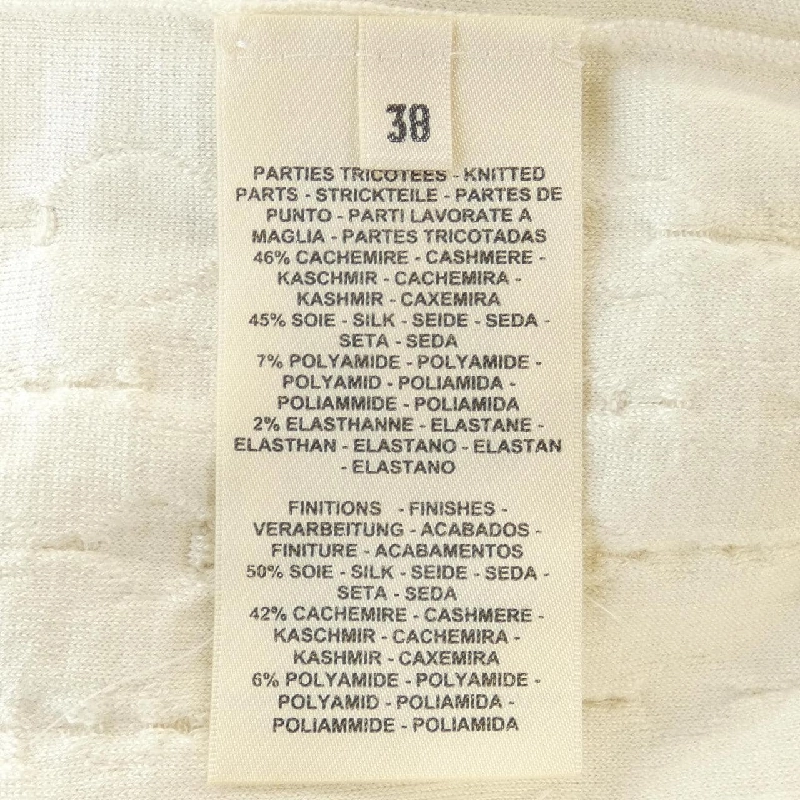 38
PARTIES TRICOTEES - KNITTED
PARTS - STRICKTEILE - PARTES DE
PUNTO - PARTI LAVORATE A
MAGLIA - PARTES TRICOTADAS
46% CACHEMIRE - CASHMERE -
KASCHMIR - CACHEMIRA -
KASHMIR - CAXEMIRA
45% SOIE - SILK - SEIDE - SEDA -
SETA - SEDA
7% POLYAMIDE - POLYAMIDE -
POLYAMID - POLIAMIDA -
POLIAMMIDE - POLIAMIDA
2% ELASTHANNE - ELASTANE -
ELASTHAN - ELASTANO - ELASTAN
- ELASTANO
FINITIONS - FINISHES -
VERARBEITUNG - ACABADOS -
FINITURE - ACABAMENTOS
50% SOIE - SILK - SEIDE - SEDA -
SETA - SEDA
42% CACHEMIRE - CASHMERE -
KASCHMIR - CACHEMIRA -
KASHMIR - CAXEMIRA
6% POLYAMIDE - POLYAMIDE -
POLYAMID - POLIAMIDA -
POLIAMMIDE - POLIAMIDA